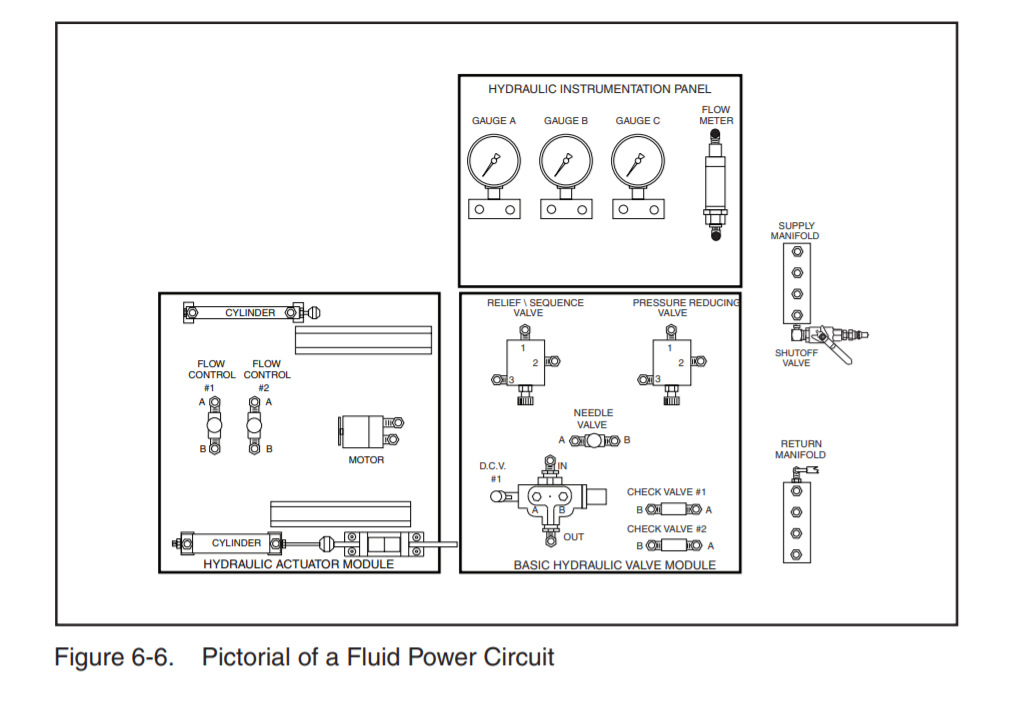 HYDRAULIC INSTRUMENTATION PANEL
GAUGE A
GAUGE B
GAUGE C
FLOW
METER
SUPPLY
MANIFOLD
SHUTOFF
VALVE
CYLINDER
FLOW
CONTROL
#1
A
B
FLOW
CONTROL
#2
A
B
MOTOR
CYLINDER
HYDRAULIC ACTUATOR MODULE
RELIEF \ SEQUENCE
VALVE
1
2
3
PRESSURE REDUCING
VALVE
1
2
3
NEEDLE
VALVE
A B
D.C.V.
#1
IN
A B
OUT
CHECK VALVE #1
B A
CHECK VALVE #2
B A
BASIC HYDRAULIC VALVE MODULE
RETURN
MANIFOLD
Figure 6-6. Pictorial of a Fluid Power Circuit